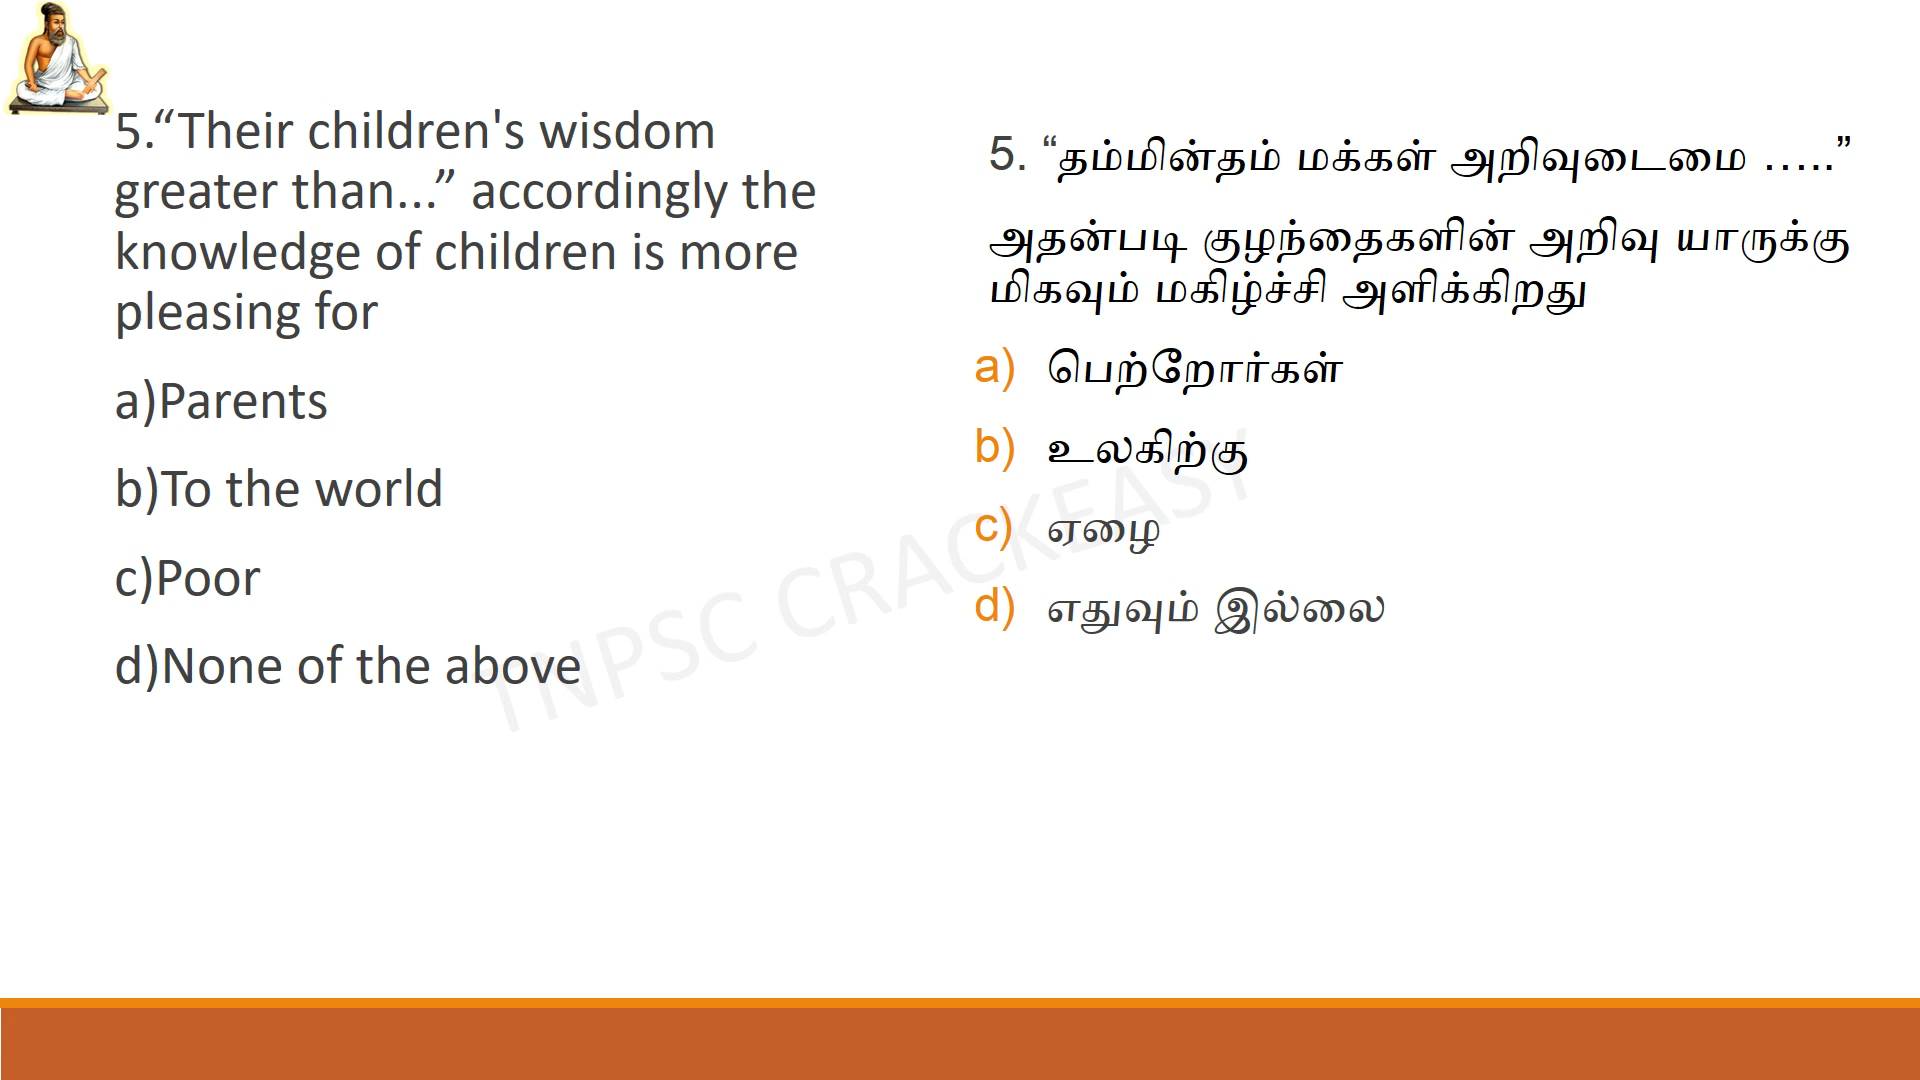 5.“Their children's wisdom
greater than...” accordingly the
knowledge of children is more
pleasing for
a)Parents
b)To the world
c)Poor
d)None of the above
5. “தம்மின்தம் மக்கள் அறிவுடைமை …..”
அதன்படி குழந்தைகளின் அறிவு யாருக்கு
மிகவும் மகிழ்ச்சி அளிக்கிறது
a) பெற்றோர்கள்
b) உலகிற்கு
c) ஏழை
d) எதுவும் இல்லை
TNPSC CRACKEASY